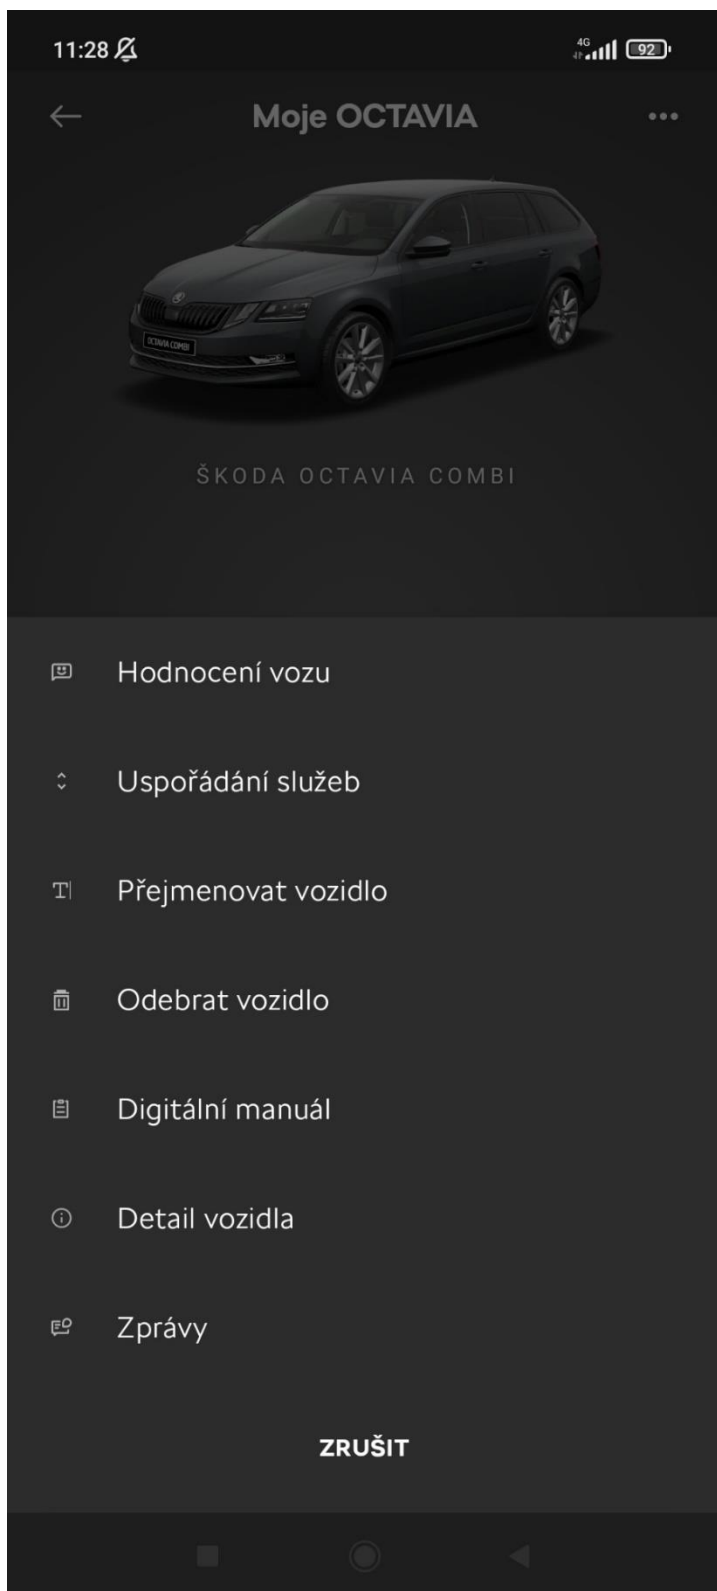 11:28
4G
92
Moje OCTAVIA
OCTAVIA COMBI
ŠKODA OCTAVIA COMBI
Hodnocení vozu
Uspořádání služeb
Přejmenovat vozidlo
Odebrat vozidlo
Digitální manuál
Detail vozidla
Zprávy
ZRUŠIT